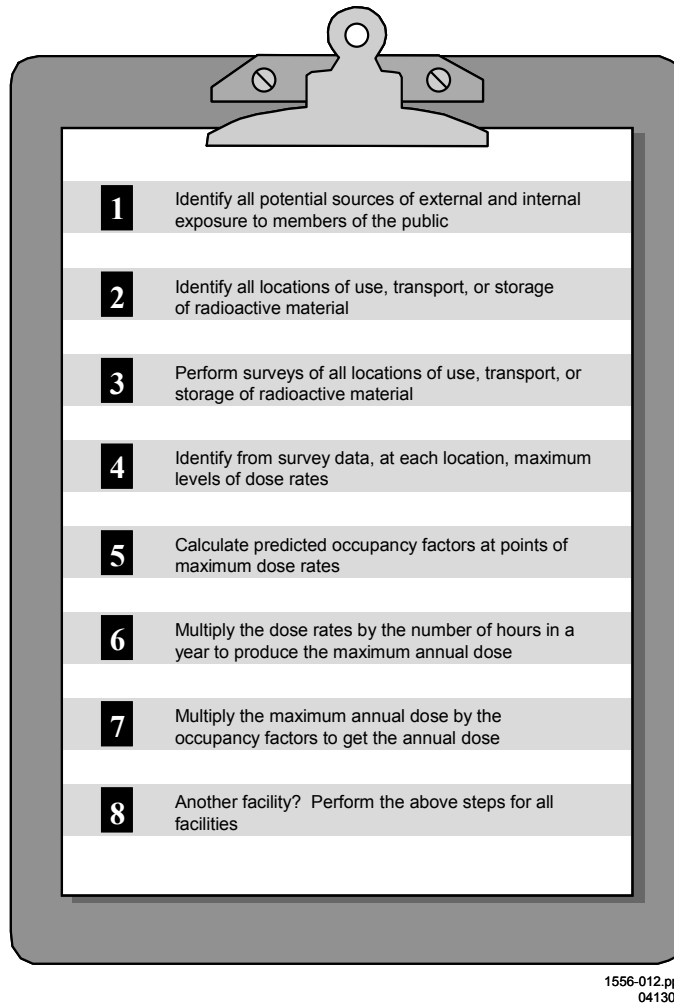 1 Identify all potential sources of external and internal
exposure to members of the public
2 Identify all locations of use, transport, or storage
of radioactive material
3 Perform surveys of all locations of use, transport, or
storage of radioactive material
4 Identify from survey data, at each location, maximum
levels of dose rates
5 Calculate predicted occupancy factors at points of
maximum dose rates
6 Multiply the dose rates by the number of hours in a
year to produce the maximum annual dose
7 Multiply the maximum annual dose by the
occupancy factors to get the annual dose
8 Another facility? Perform the above steps for all
facilities
1556-012.p
04130